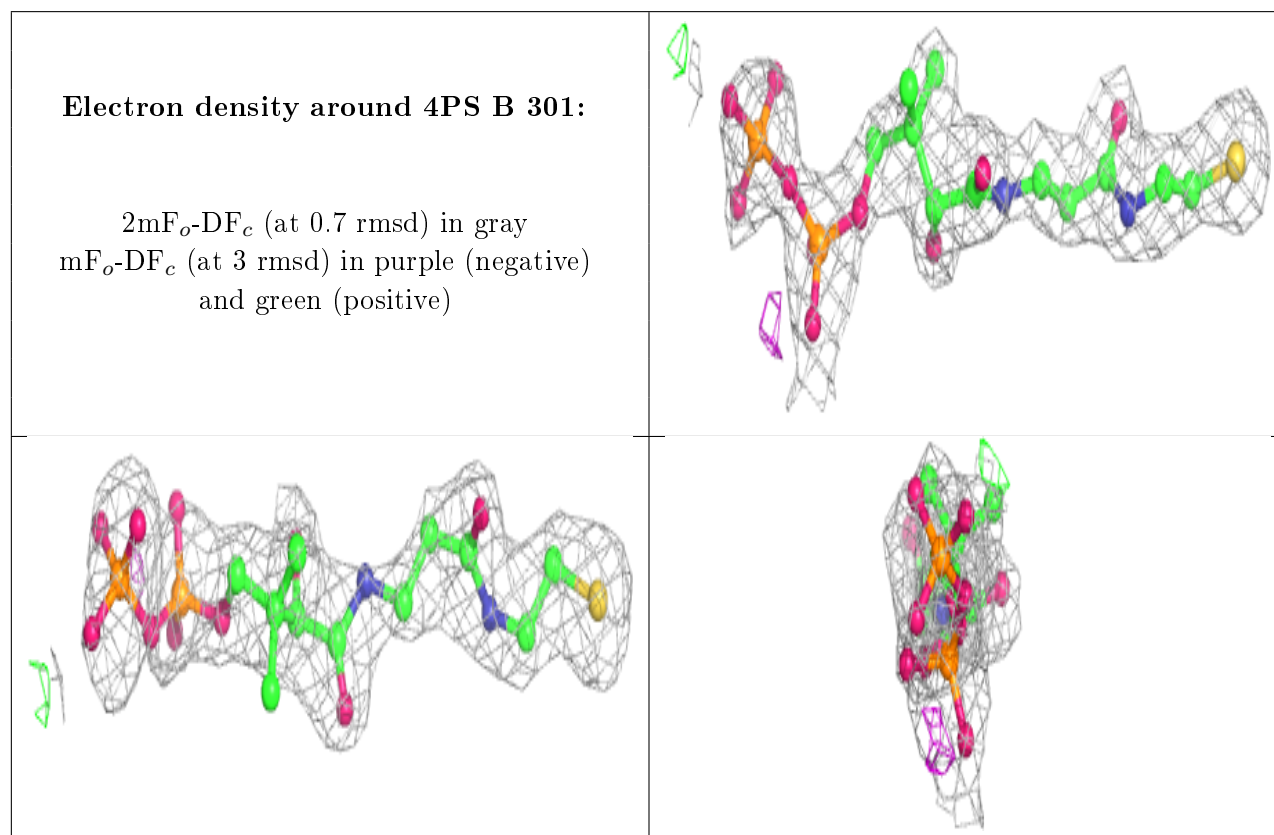 Electron density around 4PS B 301:
2mFₒ-DF𝒸 (at 0.7 rmsd) in gray
mFₒ-DF𝒸 (at 3 rmsd) in purple (negative)
and green (positive)